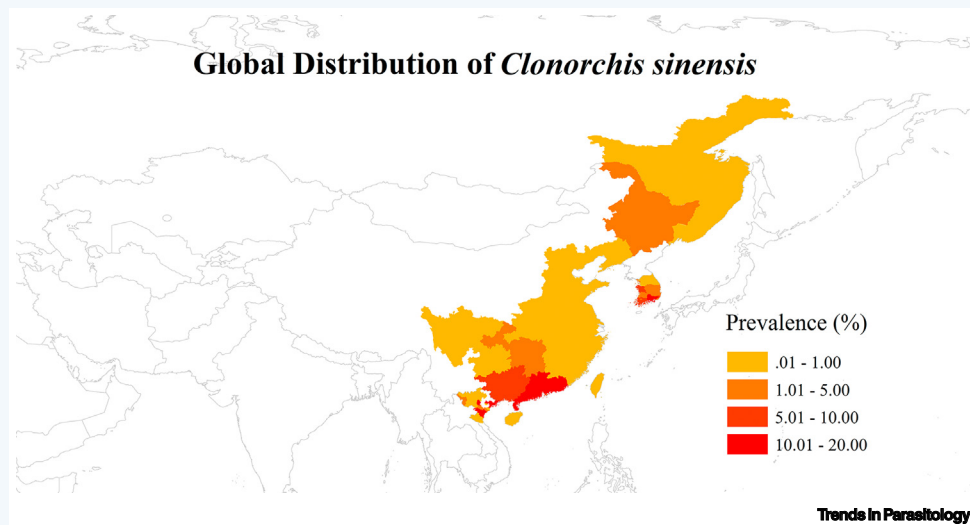 Global Distribution of Clonorchis sinensis
Prevalence (%)
.01 - 1.00
1.01 - 5.00
5.01 - 10.00
10.01 - 20.00
Trends in Parasitology